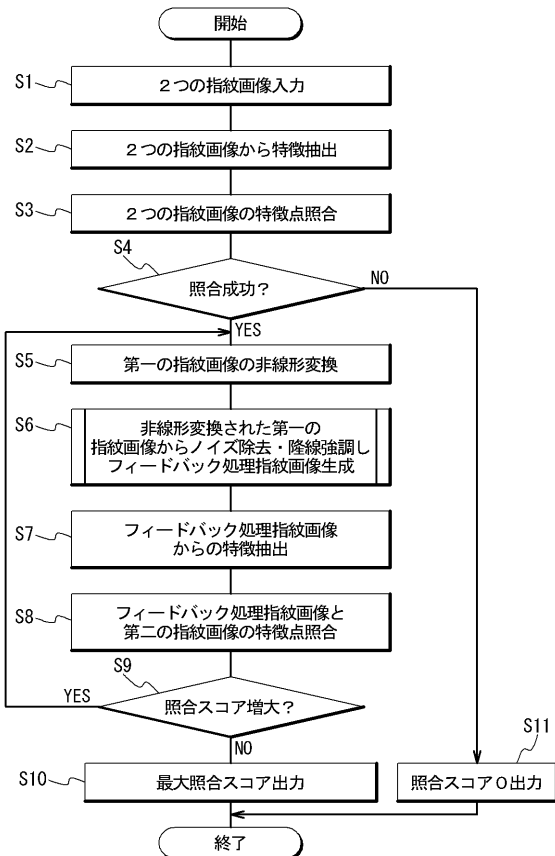 開始
S1
2つの指紋画像入力
S2
2つの指紋画像から特徴抽出
S3
2つの指紋画像の特徴点照合
S4
照合成功?
NO
YES
S5
第一の指紋画像の非線形変換
S6
非線形変換された第一の
指紋画像からノイズ除去・隆線強調し
フィードバック処理指紋画像生成
S7
フィードバック処理指紋画像
からの特徴抽出
S8
フィードバック処理指紋画像と
第二の指紋画像の特徴点照合
S9
YES
照合スコア増大?
NO
S10
最大照合スコア出力
S11
照合スコア0出力
終了